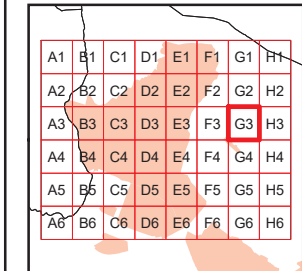 A1 B1 C1 D1 E1 F1 G1 H1
A2 B2 C2 D2 E2 F2 G2 H2
A3 B3 C3 D3 E3 F3 G3 H3
A4 B4 C4 D4 E4 F4 G4 H4
A5 B5 C5 D5 E5 F5 G5 H5
A6 B6 C6 D6 E6 F6 G6 H6